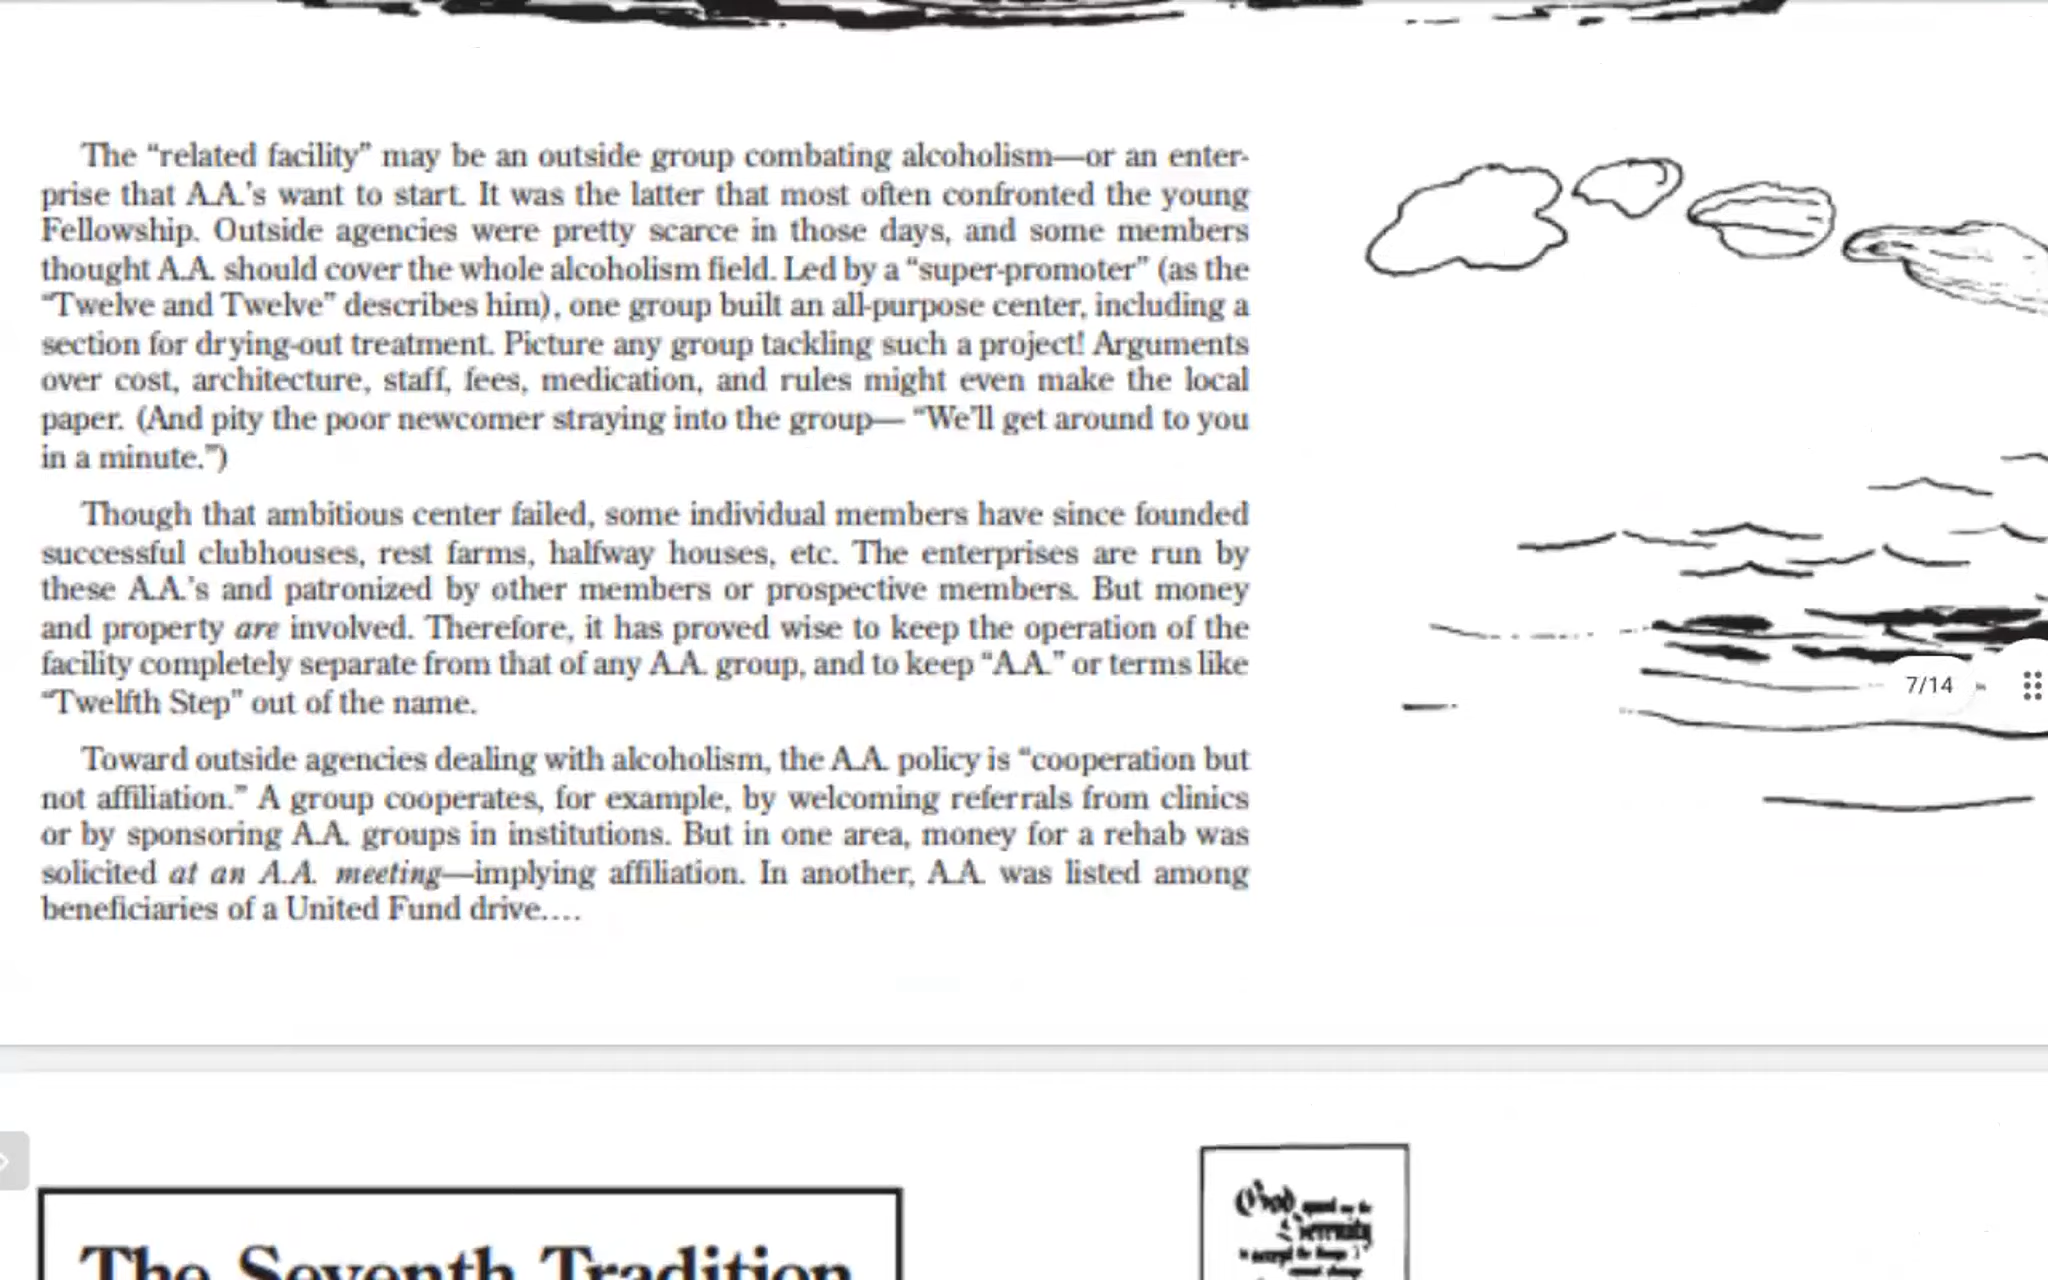 The “related facility” may be an outside group combating alcoholism—or an enter-
prise that A.A.'s want to start. It was the latter that most often confronted the young
Fellowship. Outside agencies were pretty scarce in those days, and some members
thought A.A. should cover the whole alcoholism field. Led by a “super-promoter” (as the
“Twelve and Twelve” describes him), one group built an all-purpose center, including a
section for drying-out treatment. Picture any group tackling such a project! Arguments
over cost, architecture, staff, fees, medication, and rules might even make the local
paper. (And pity the poor newcomer straying into the group— “We'll get around to you
in a minute.”)
Though that ambitious center failed, some individual members have since founded
successful clubhouses, rest farms, halfway houses, etc. The enterprises are run by
these A.A.'s and patronized by other members or prospective members. But money
and property are involved. Therefore, it has proved wise to keep the operation of the
facility completely separate from that of any A.A. group, and to keep “A.A.” or terms like
“Twelfth Step” out of the name.
7/14
Toward outside agencies dealing with alcoholism, the A.A. policy is “cooperation but
not affiliation.” A group cooperates, for example, by welcoming referrals from clinics
or by sponsoring A.A. groups in institutions. But in one area, money for a rehab was
solicited at an A.A. meeting—implying affiliation. In another, A.A. was listed among
beneficiaries of a United Fund drive....
The Seventh Tradition
God